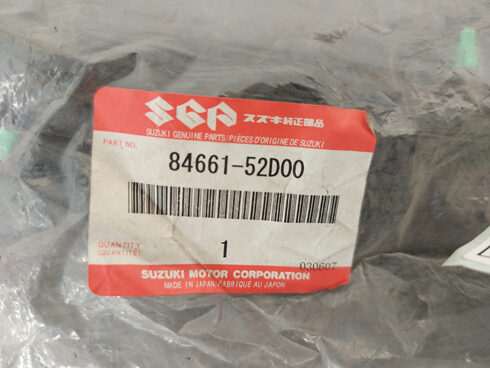 SGP スズキ純正部品
SUZUKI GENUINE PARTS/PIÈCES D'ORIGINE DE SUZUKI
PART NO.
84661-52D00
QUANTITY
(QUANTITÉ)
1
030607
SUZUKI MOTOR CORPORATION
MADE IN JAPAN/FABRIQUÉ AU JAPON